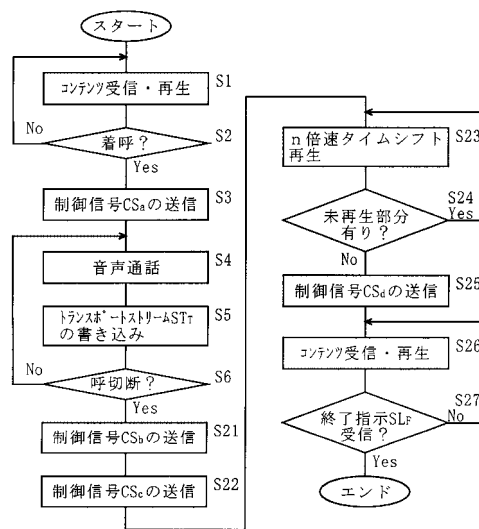 スタート
コンテンツ受信・再生
S1
No
着呼？
S2
Yes
制御信号CSaの送信
S3
音声通話
S4
トランスポートストリームSTT
の書き込み
S5
No
呼切断？
S6
Yes
制御信号CSbの送信
S21
制御信号CScの送信
S22
n倍速タイムシフト
再生
S23
未再生部分
有り？
S24
Yes
No
制御信号CSdの送信
S25
コンテンツ受信・再生
S26
終了指示SLF
受信？
S27
No
Yes
エンド